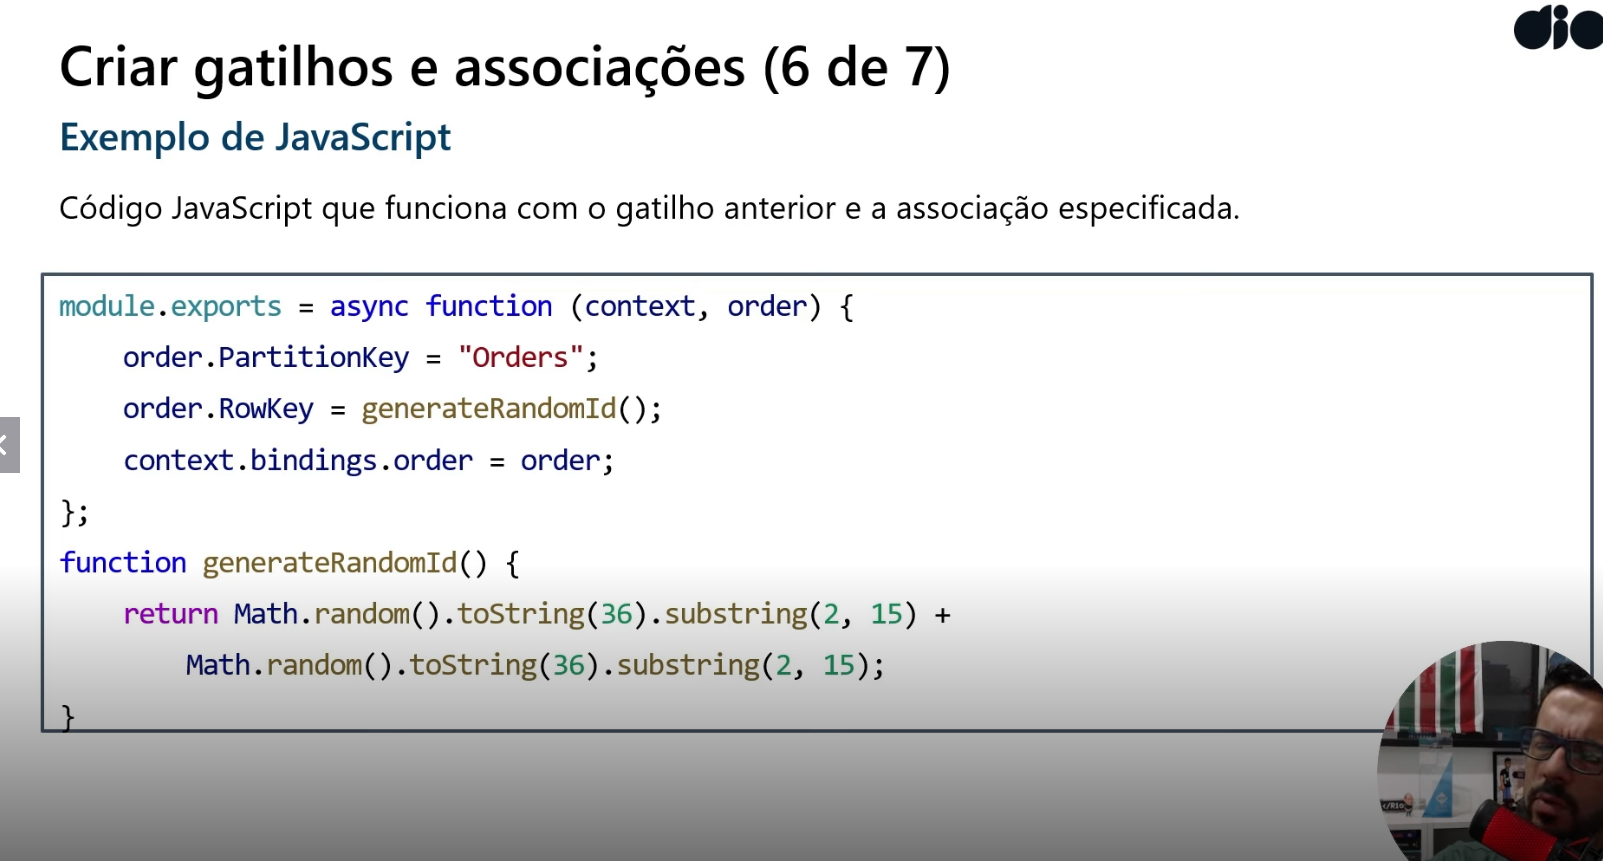 dio
Criar gatilhos e associações (6 de 7)
Exemplo de JavaScript
Código JavaScript que funciona com o gatilho anterior e a associação especificada.
module.exports = async function (context, order) {
    order.PartitionKey = "Orders";
    order.RowKey = generateRandomId();
    context.bindings.order = order;
};
function generateRandomId() {
    return Math.random().toString(36).substring(2, 15) +
        Math.random().toString(36).substring(2, 15);
}